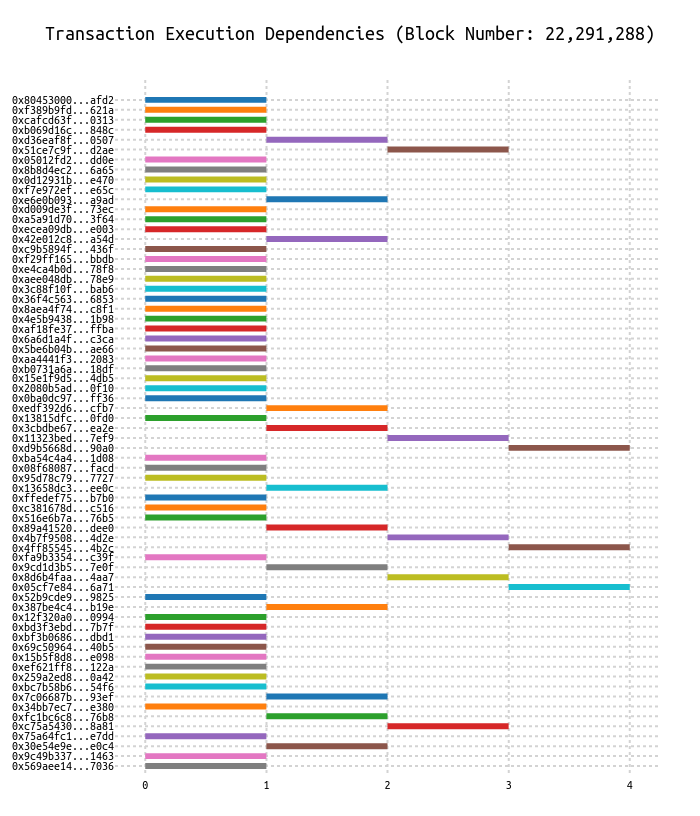 Transaction Execution Dependencies (Block Number: 22,291,288)
0x80453000...afd2
0xf389b9fd...621a
0xcafcd63f...0313
0xb069d16c...848c
0xd36eaf8f...0507
0x51ce7c9f...d2ae
0x05012fd2...dd0e
0x8b8d4ec2...6a65
0x0d12931b...e470
0xf7e972ef...e65c
0xe6e0b093...a9ad
0xd009de3f...73ec
0xa5a91d70...3f64
0xecea09db...e003
0x42e012c8...a54d
0xc9b5894f...436f
0xf29ff165...bbdb
0xe4ca4b0d...78f8
0xaee048db...78e9
0x3c88f10f...bab6
0x36f4c563...6853
0x8aea4f74...c8f1
0x4e5b9438...1b98
0xaf18fe37...ffba
0x6a6d1a4f...c3ca
0x5be6b04b...ae66
0xaa4441f3...2083
0xb0731a6a...18df
0x15e1f9d5...4db5
0x2080b5ad...0f10
0x0ba0dc97...ff36
0xedf392d6...cfb7
0x13815dfc...0fd0
0x3cbdbe67...ea2e
0x11323bed...7ef9
0xd9b5668d...90a0
0xba54c4a4...1d08
0x08f68087...facd
0x95d78c79...7727
0x13658dc3...ee0c
0xffedef75...b7b0
0xc381678d...c516
0x516e6b7a...76b5
0x89a41520...dee0
0x4b7f9508...4d2e
0x4ff85545...4b2c
0xfa9b3354...c39f
0x9cd1d3b5...7e0f
0x8d6b4faa...4aa7
0x05cf7e84...6a71
0x52b9cde9...9825
0x387be4c4...b19e
0x12f320a0...0994
0xbd3f3ebd...7b7f
0xbf3b0686...dbd1
0x69c50964...40b5
0x15b5f8d8...e098
0xef621ff8...122a
0x259a2ed8...0a42
0xbc7b58b6...54f6
0x7c06687b...93ef
0x34bb7ec7...e380
0xfc1bc6c8...76b8
0xc75a5430...8a81
0x75a64fc1...e7dd
0x30e54e9e...e0c4
0x9c49b337...1463
0x569aee14...7036
0 1 2 3 4